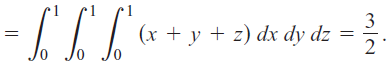 = ∫₀¹ ∫₀¹ ∫₀¹ (x + y + z) dx dy dz = 3/2.